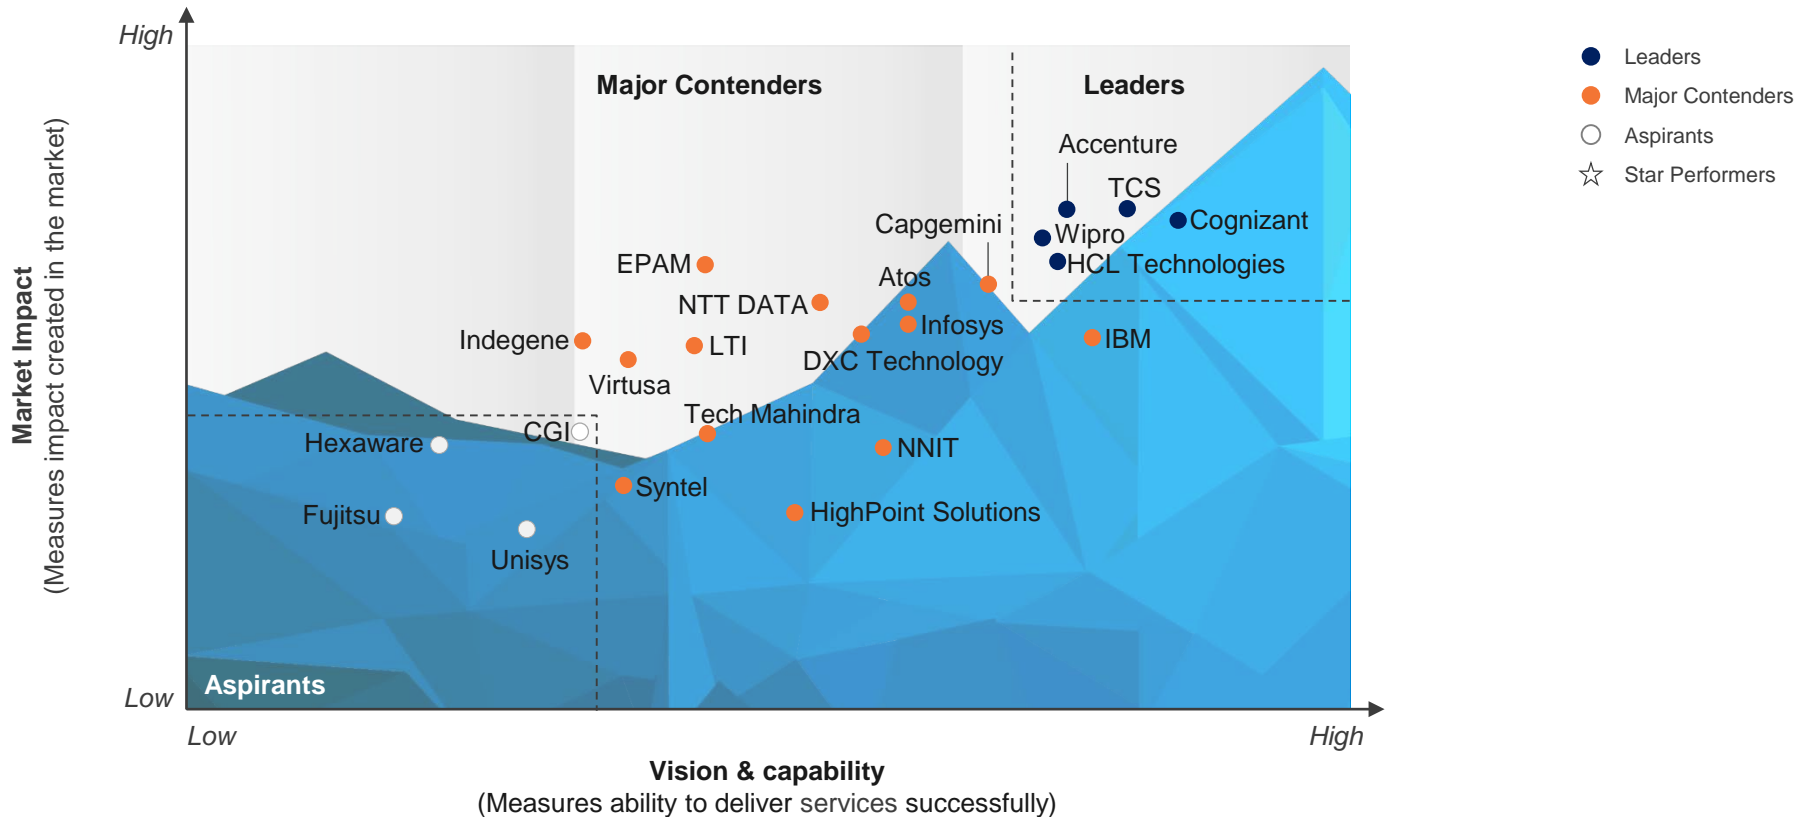 High
Major Contenders
Leaders
Leaders
Major Contenders
Aspirants
Star Performers
Accenture
TCS
Capgemini
Cognizant
Wipro
EPAM
HCL Technologies
Atos
NTT DATA
Infosys
Indegene
LTI
IBM
DXC Technology
Virtusa
Tech Mahindra
CGI
Hexaware
NNIT
Syntel
Fujitsu
HighPoint Solutions
Unisys
Aspirants
Market Impact
(Measures impact created in the market)
Low
Low
High
Vision & capability
(Measures ability to deliver services successfully)